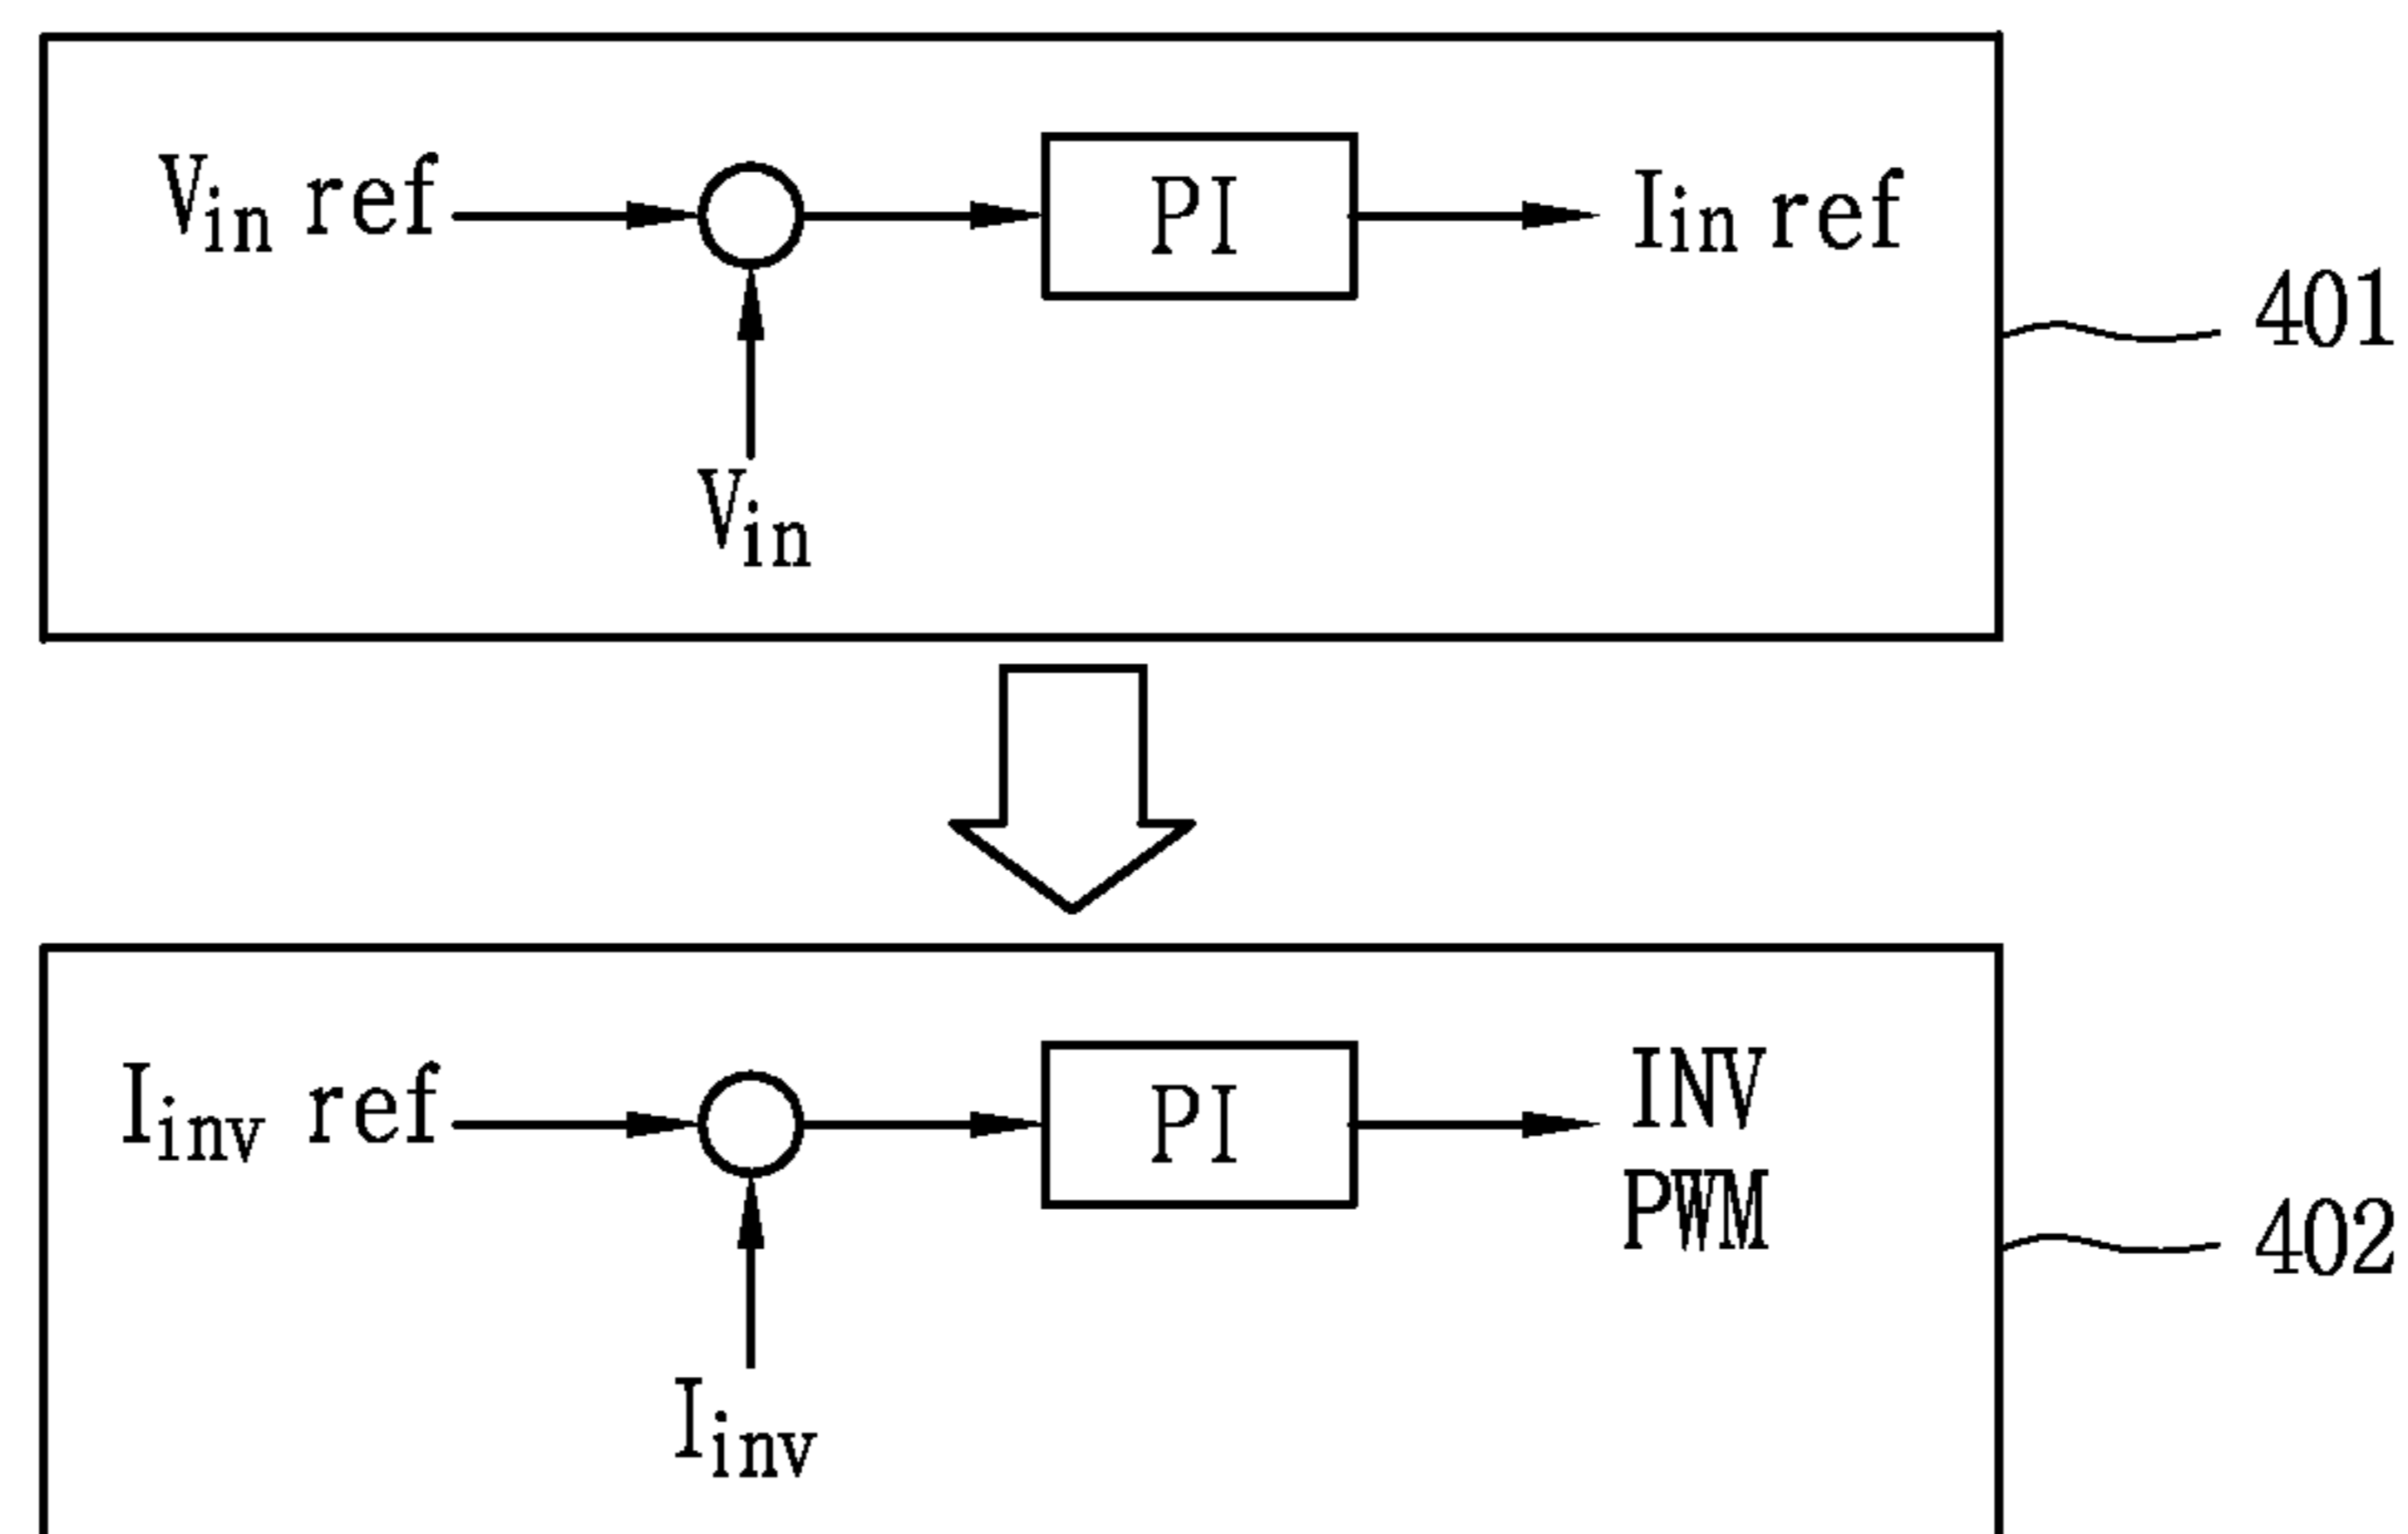 Vin ref
PI
Iin ref
401
Vin
Iinv ref
PI
INV
PWM
402
Iinv